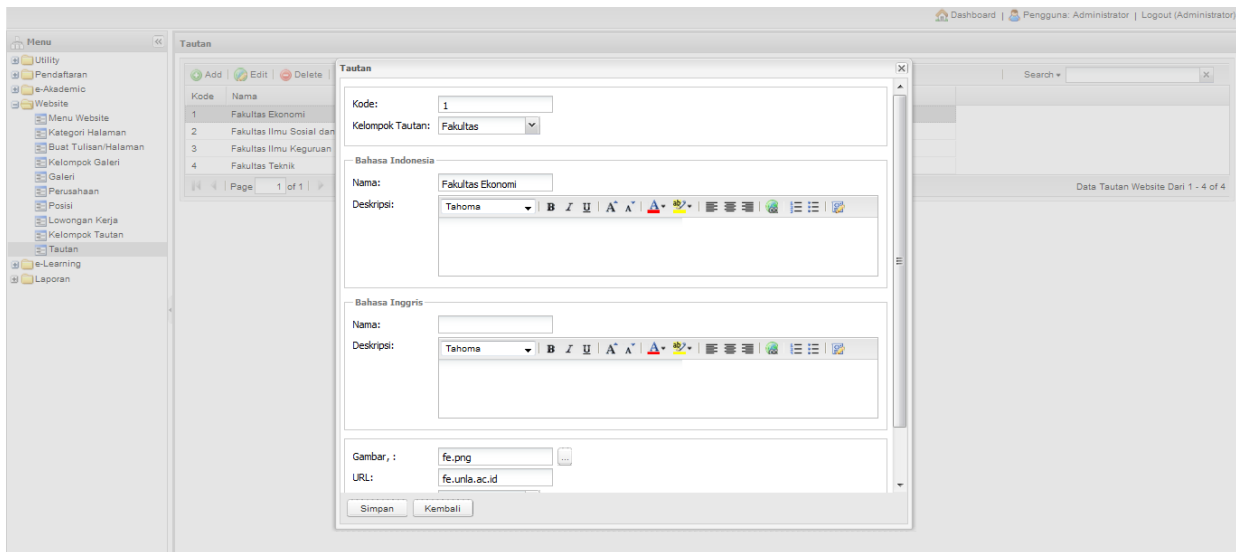 Dashboard | Pengguna: Administrator | Logout (Administrator)
Menu
Utility
Pendaftaran
e-Akademic
Website
Menu Website
Kategori Halaman
Buat Tulisan/Halaman
Kelompok Galeri
Galeri
Perusahaan
Posisi
Lowongan Kerja
Kelompok Tautan
Tautan
e-Learning
Laporan
Tautan
Add | Edit | Delete |
Search
Kode Nama
1 Fakultas Ekonomi
2 Fakultas Ilmu Sosial dan
3 Fakultas Ilmu Keguruan
4 Fakultas Teknik
Page 1 of 1
Data Tautan Website Dari 1 - 4 of 4
Tautan
Kode: 1
Kelompok Tautan: Fakultas
Bahasa Indonesia
Nama: Fakultas Ekonomi
Deskripsi: Tahoma B I U A A A ab
Bahasa Inggris
Nama:
Deskripsi: Tahoma B I U A A A ab
Gambar, : fe.png ...
URL: fe.unla.ac.id
Simpan Kembali